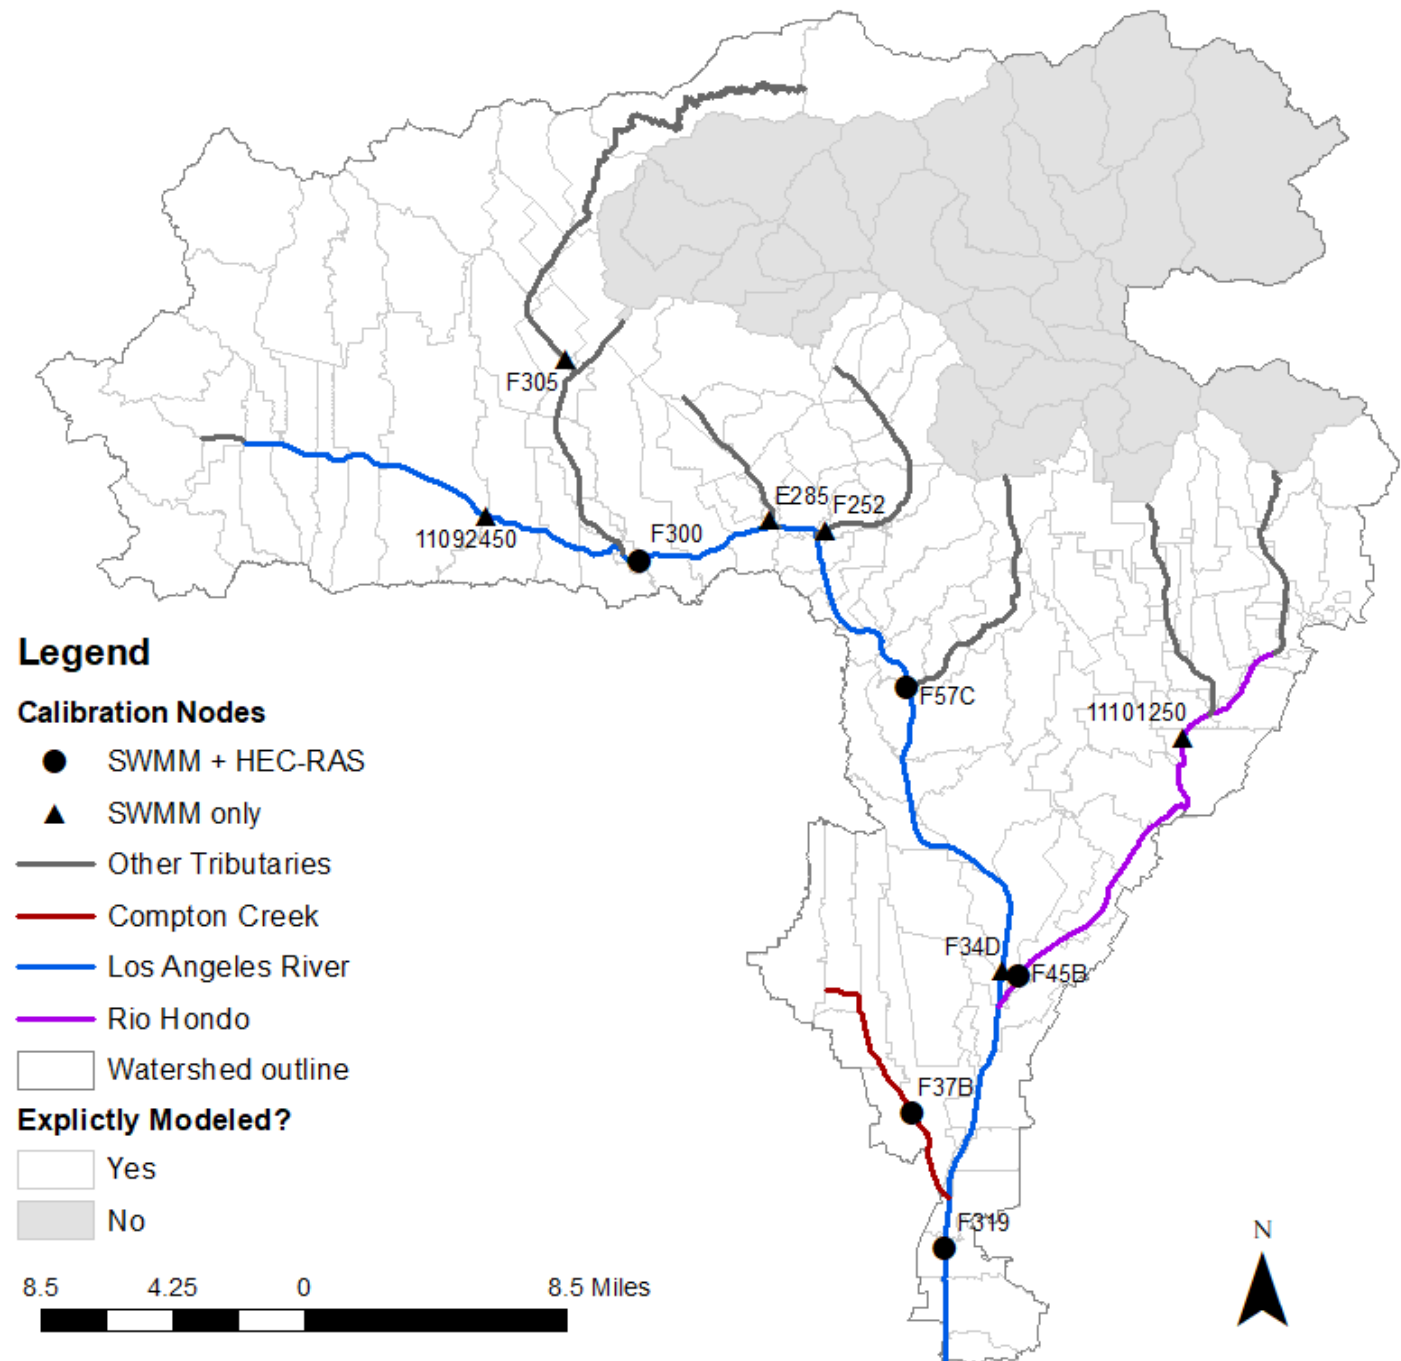 F305
E285
F252
11092450
F300
F57C
11101250
F34D
F45B
F37B
F319
Legend
Calibration Nodes
SWMM + HEC-RAS
SWMM only
Other Tributaries
Compton Creek
Los Angeles River
Rio Hondo
Watershed outline
Explictly Modeled?
Yes
No
8.5 4.25 0 8.5 Miles
N